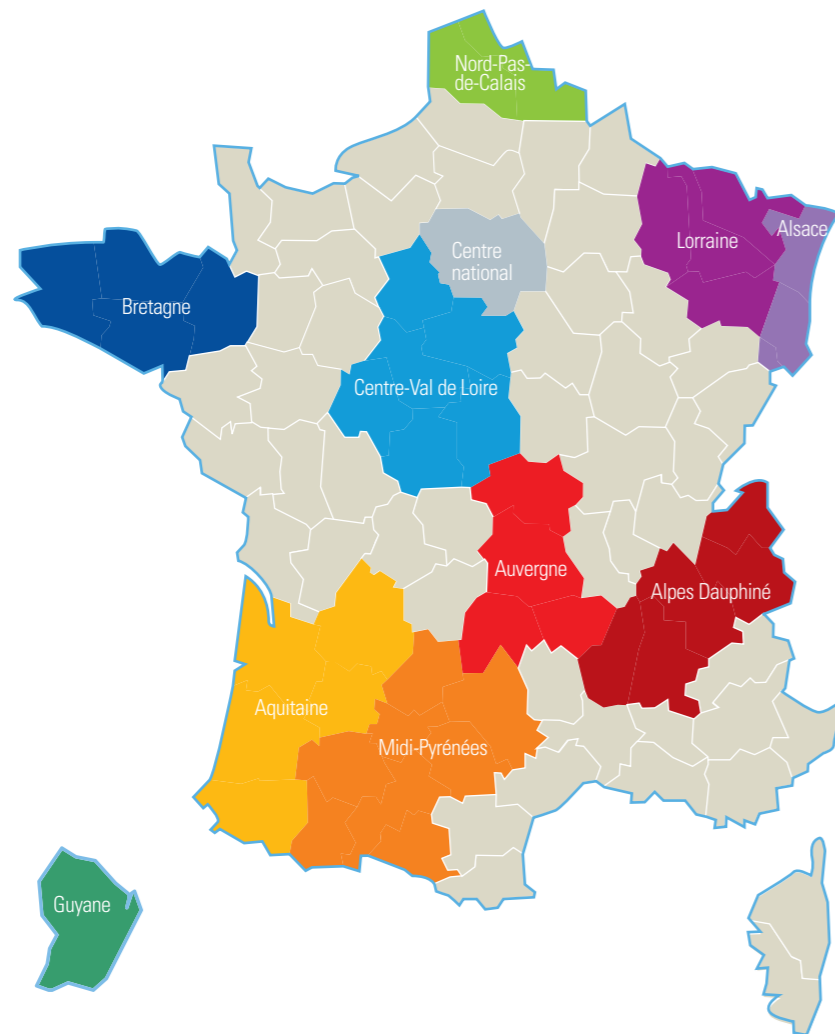 Nord-Pas-
de-Calais
Lorraine
Alsace
Centre
national
Bretagne
Centre-Val de Loire
Auvergne
Alpes Dauphiné
Aquitaine
Midi-Pyrénées
Guyane